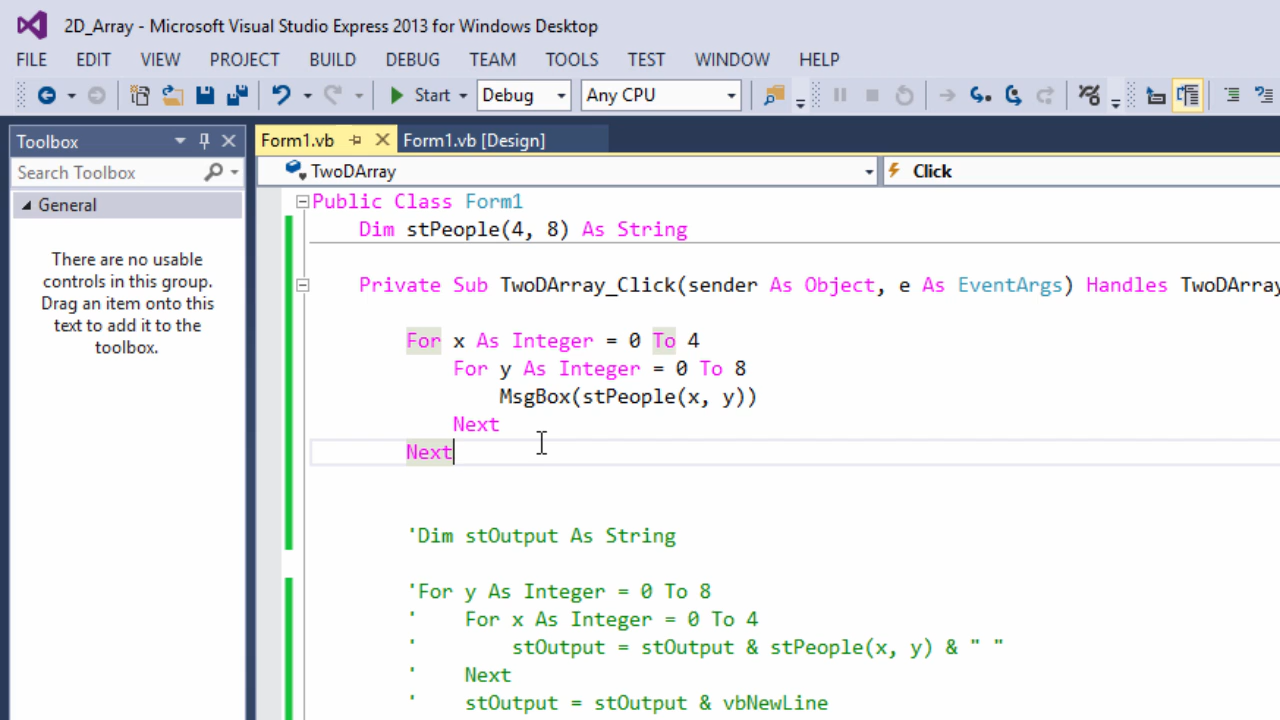 2D_Array - Microsoft Visual Studio Express 2013 for Windows Desktop
FILE EDIT VIEW PROJECT BUILD DEBUG TEAM TOOLS TEST WINDOW HELP
Start Debug Any CPU
Toolbox
Form1.vb Form1.vb [Design]
Search Toolbox
TwoDArray Click
General
There are no usable
controls in this group.
Drag an item onto this
text to add it to the
toolbox.
Public Class Form1
Dim stPeople(4, 8) As String
Private Sub TwoDArray_Click(sender As Object, e As EventArgs) Handles TwoDArray
For x As Integer = 0 To 4
For y As Integer = 0 To 8
MsgBox(stPeople(x, y))
Next
Next
'Dim stOutput As String
'For y As Integer = 0 To 8
' For x As Integer = 0 To 4
' stOutput = stOutput & stPeople(x, y) & " "
' Next
' stOutput = stOutput & vbNewLine